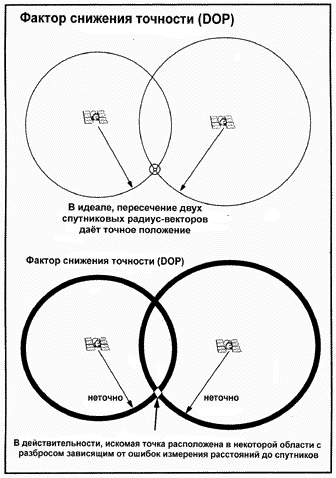 Фактор снижения точности (DOP)
В идеале, пересечение двух
спутниковых радиус-векторов
даёт точное положение
Фактор снижения точности (DOP)
неточно
неточно
В действительности, искомая точка расположена в некоторой области с
разбросом зависящим от ошибок измерения расстояний до спутников